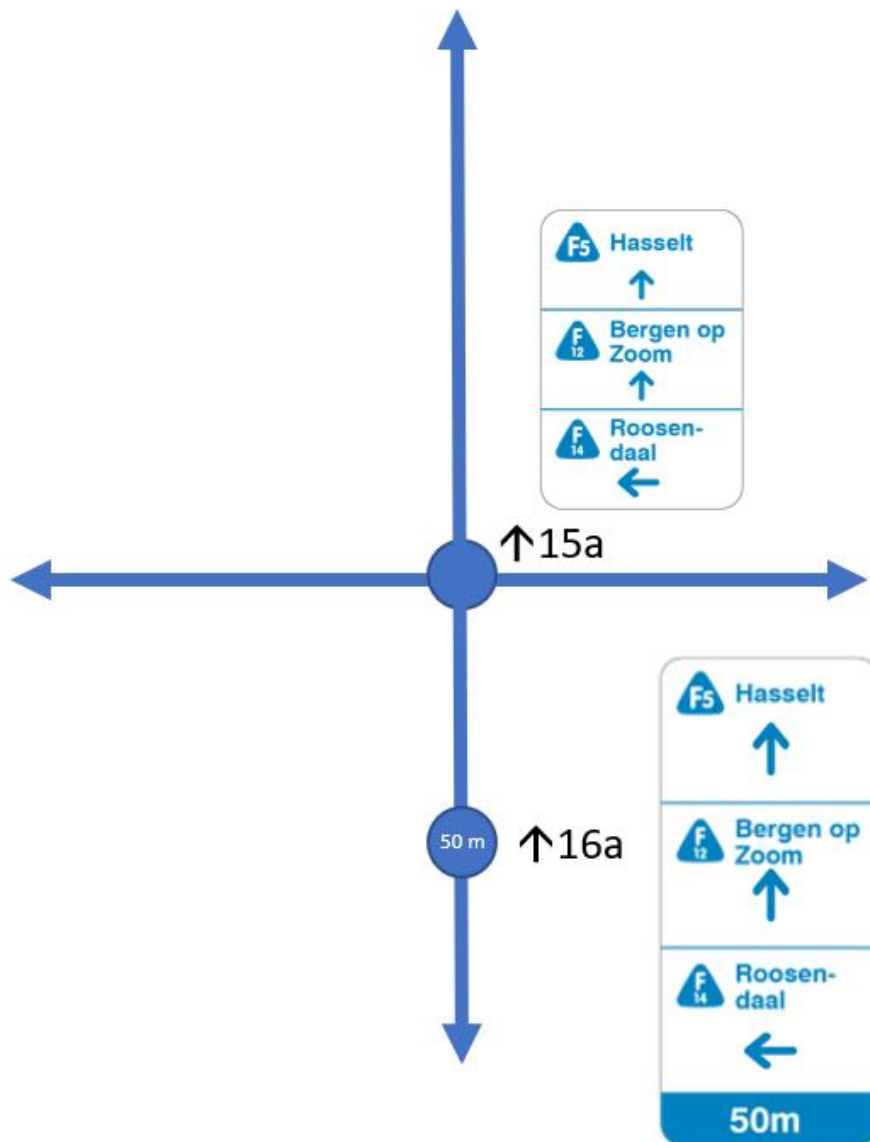 F5 Hasselt
↑
F 12 Bergen op
Zoom
↑
F 14 Roosen-
daal
←
↑15a
F5 Hasselt
↑
F 12 Bergen op
Zoom
↑
50 m
↑16a
F 14 Roosen-
daal
←
50m